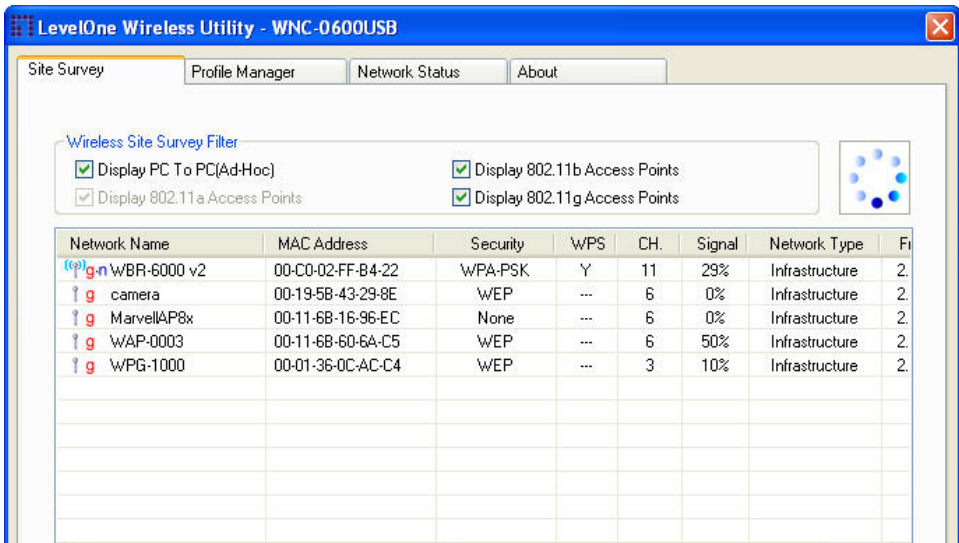 LevelOne Wireless Utility - WNC-0600USB
Site Survey Profile Manager Network Status About
Wireless Site Survey Filter
Display PC To PC(Ad-Hoc) Display 802.11b Access Points
Display 802.11a Access Points Display 802.11g Access Points
Network Name MAC Address Security WPS CH. Signal Network Type
g-n WBR-6000 v2 00-C0-02-FF-B4-22 WPA-PSK Y 11 29% Infrastructure 2.
g camera 00-19-5B-43-29-8E WEP --- 6 0% Infrastructure 2.
g MarvellAP8x 00-11-6B-16-96-EC None --- 6 0% Infrastructure 2.
g WAP-0003 00-11-6B-60-6A-C5 WEP --- 6 50% Infrastructure 2.
g WPG-1000 00-01-36-0C-AC-C4 WEP --- 3 10% Infrastructure 2.